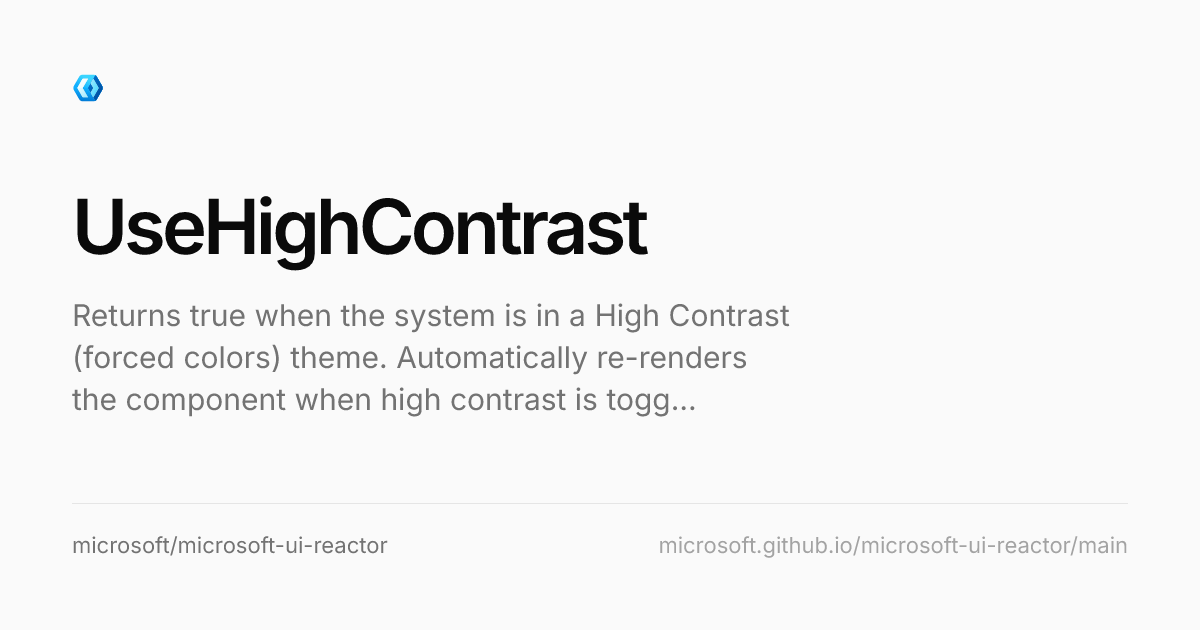 UseHighContrast
Returns true when the system is in a High Contrast
(forced colors) theme. Automatically re-renders
the component when high contrast is togg...
microsoft/microsoft-ui-reactor
microsoft.github.io/microsoft-ui-reactor/main